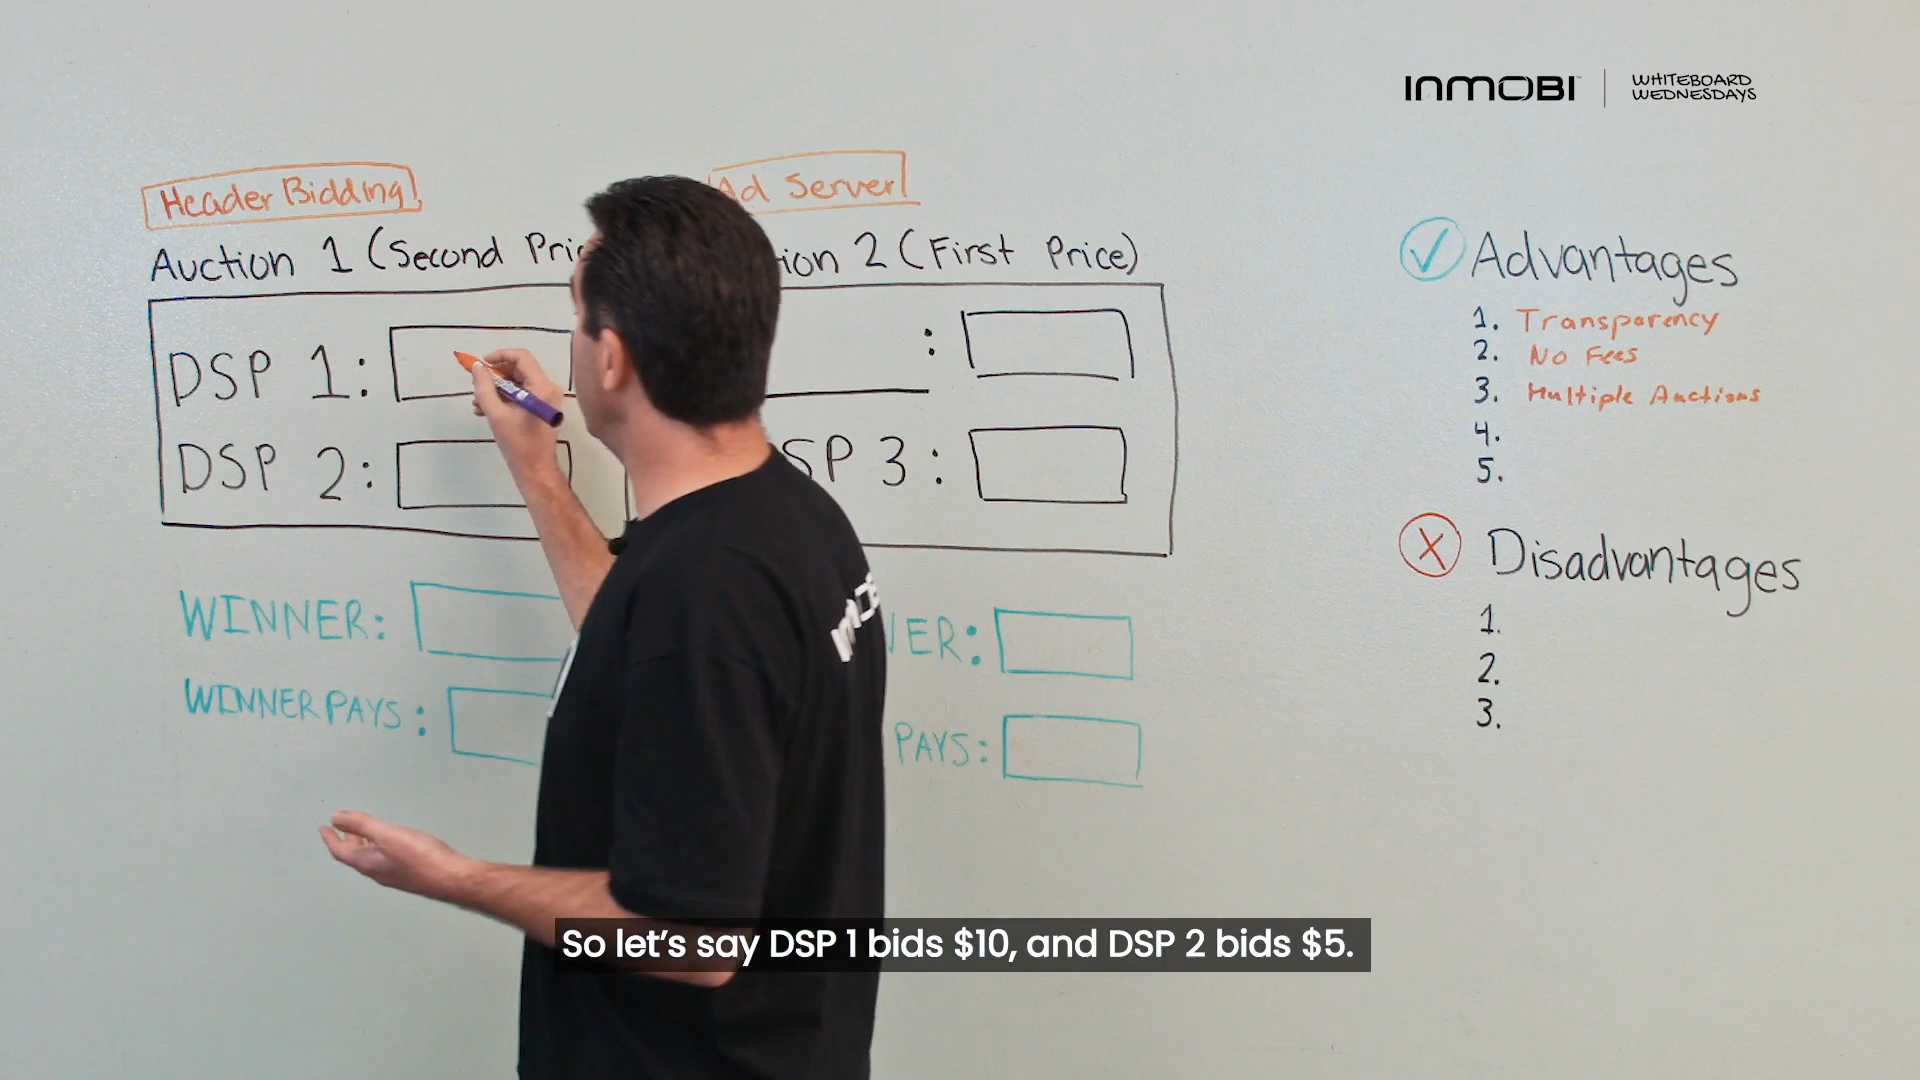 INMOBI
WHITEBOARD
WEDNESDAYS
Header Bidding
Ad Server
Auction 1 (Second Pri
ion 2 (First Price)
DSP 1:
:
DSP 2:
SP 3:
WINNER:
NER:
WINNER PAYS:
PAYS:
Advantages
1. Transparency
2. No Fees
3. Multiple Auctions
4.
5.
X Disadvantages
1.
2.
3.
So let's say DSP 1 bids $10, and DSP 2 bids $5.